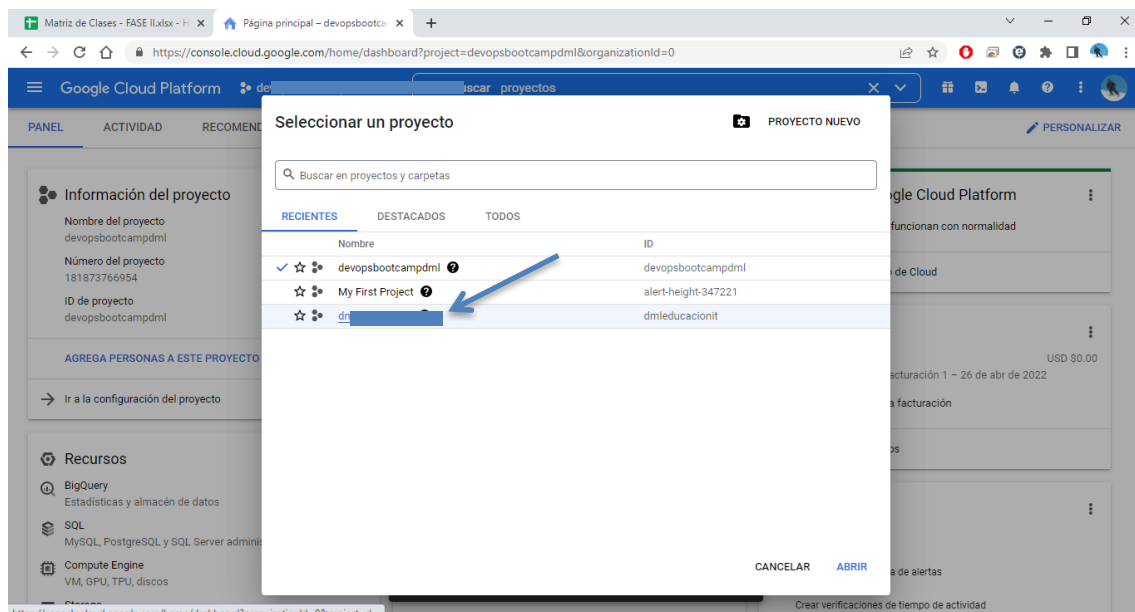 Matriz de Clases - FASE II.xlsx - H
Página principal – devopsbootca
https://console.cloud.google.com/home/dashboard?project=devopsbootcampdml&organizationId=0
Google Cloud Platform
proyectos
PANEL ACTIVIDAD
PERSONALIZAR
Seleccionar un proyecto
PROYECTO NUEVO
Buscar en proyectos y carpetas
RECIENTES DESTACADOS TODOS
Nombre ID
devopsbootcampdml devopsbootcampdml
My First Project alert-height-347221
dmleducacionit
CANCELAR ABRIR
Información del proyecto
Nombre del proyecto
devopsbootcampdml
Número del proyecto
181873766954
ID de proyecto
devopsbootcampdml
AGREGA PERSONAS A ESTE PROYECTO
Ir a la configuración del proyecto
Recursos
BigQuery
Estadísticas y almacén de datos
SQL
MySQL, PostgreSQL y SQL Server
Compute Engine
VM, GPU, TPU, discos
Cloud Platform
funcionan con normalidad
de Cloud
USD $0.00
1 – 26 de abr de 2022
facturación
de alertas
Crear verificaciones de tiempo de actividad